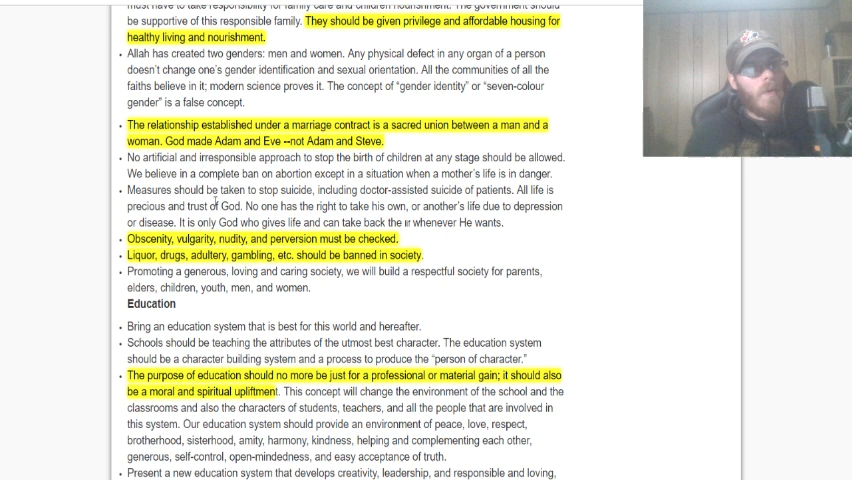 must have to take responsibility for family care and children nourishment. The government should
be supportive of this responsible family. They should be given privilege and affordable housing for
healthy living and nourishment.
• Allah has created two genders: men and women. Any physical defect in any organ of a person
doesn't change one's gender identification and sexual orientation. All the communities of all the
faiths believe in it; modern science proves it. The concept of "gender identity" or "seven-colour
gender" is a false concept.
• The relationship established under a marriage contract is a sacred union between a man and a
woman. God made Adam and Eve --not Adam and Steve.
• No artificial and irresponsible approach to stop the birth of children at any stage should be allowed.
We believe in a complete ban on abortion except in a situation when a mother's life is in danger.
• Measures should be taken to stop suicide, including doctor-assisted suicide of patients. All life is
precious and trust of God. No one has the right to take his own, or another's life due to depression
or disease. It is only God who gives life and can take back the whenever He wants.
• Obscenity, vulgarity, nudity, and perversion must be checked.
• Liquor, drugs, adultery, gambling, etc. should be banned in society.
• Promoting a generous, loving and caring society, we will build a respectful society for parents,
elders, children, youth, men, and women.
Education
• Bring an education system that is best for this world and hereafter.
• Schools should be teaching the attributes of the utmost best character. The education system
should be a character building system and a process to produce the "person of character."
• The purpose of education should no more be just for a professional or material gain; it should also
be a moral and spiritual upliftment. This concept will change the environment of the school and the
classrooms and also the characters of students, teachers, and all the people that are involved in
this system. Our education system should provide an environment of peace, love, respect,
brotherhood, sisterhood, amity, harmony, kindness, helping and complementing each other,
generous, self-control, open-mindedness, and easy acceptance of truth.
• Present a new education system that develops creativity, leadership, and responsible and loving,